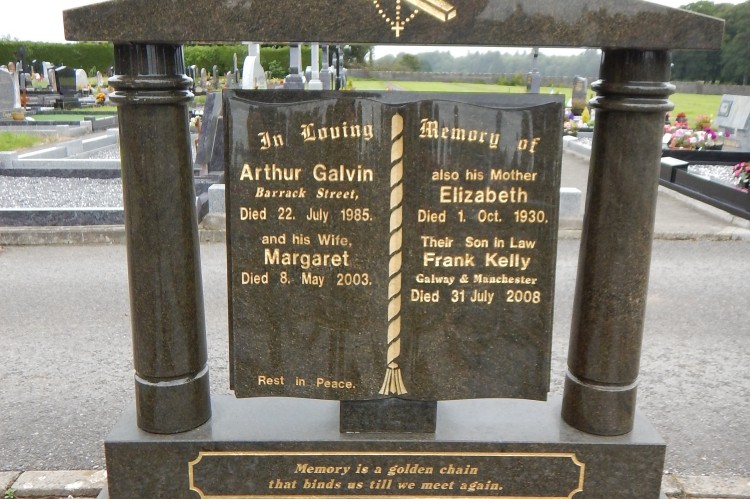 In Loving Memory of
Arthur Galvin
Barrack Street,
Died 22. July 1985.
and his Wife,
Margaret
Died 8. May 2003.
Rest in Peace.
also his Mother
Elizabeth
Died 1. Oct. 1930.
Their Son in Law
Frank Kelly
Galway & Manchester
Died 31 July 2008
Memory is a golden chain
that binds us till we meet again.